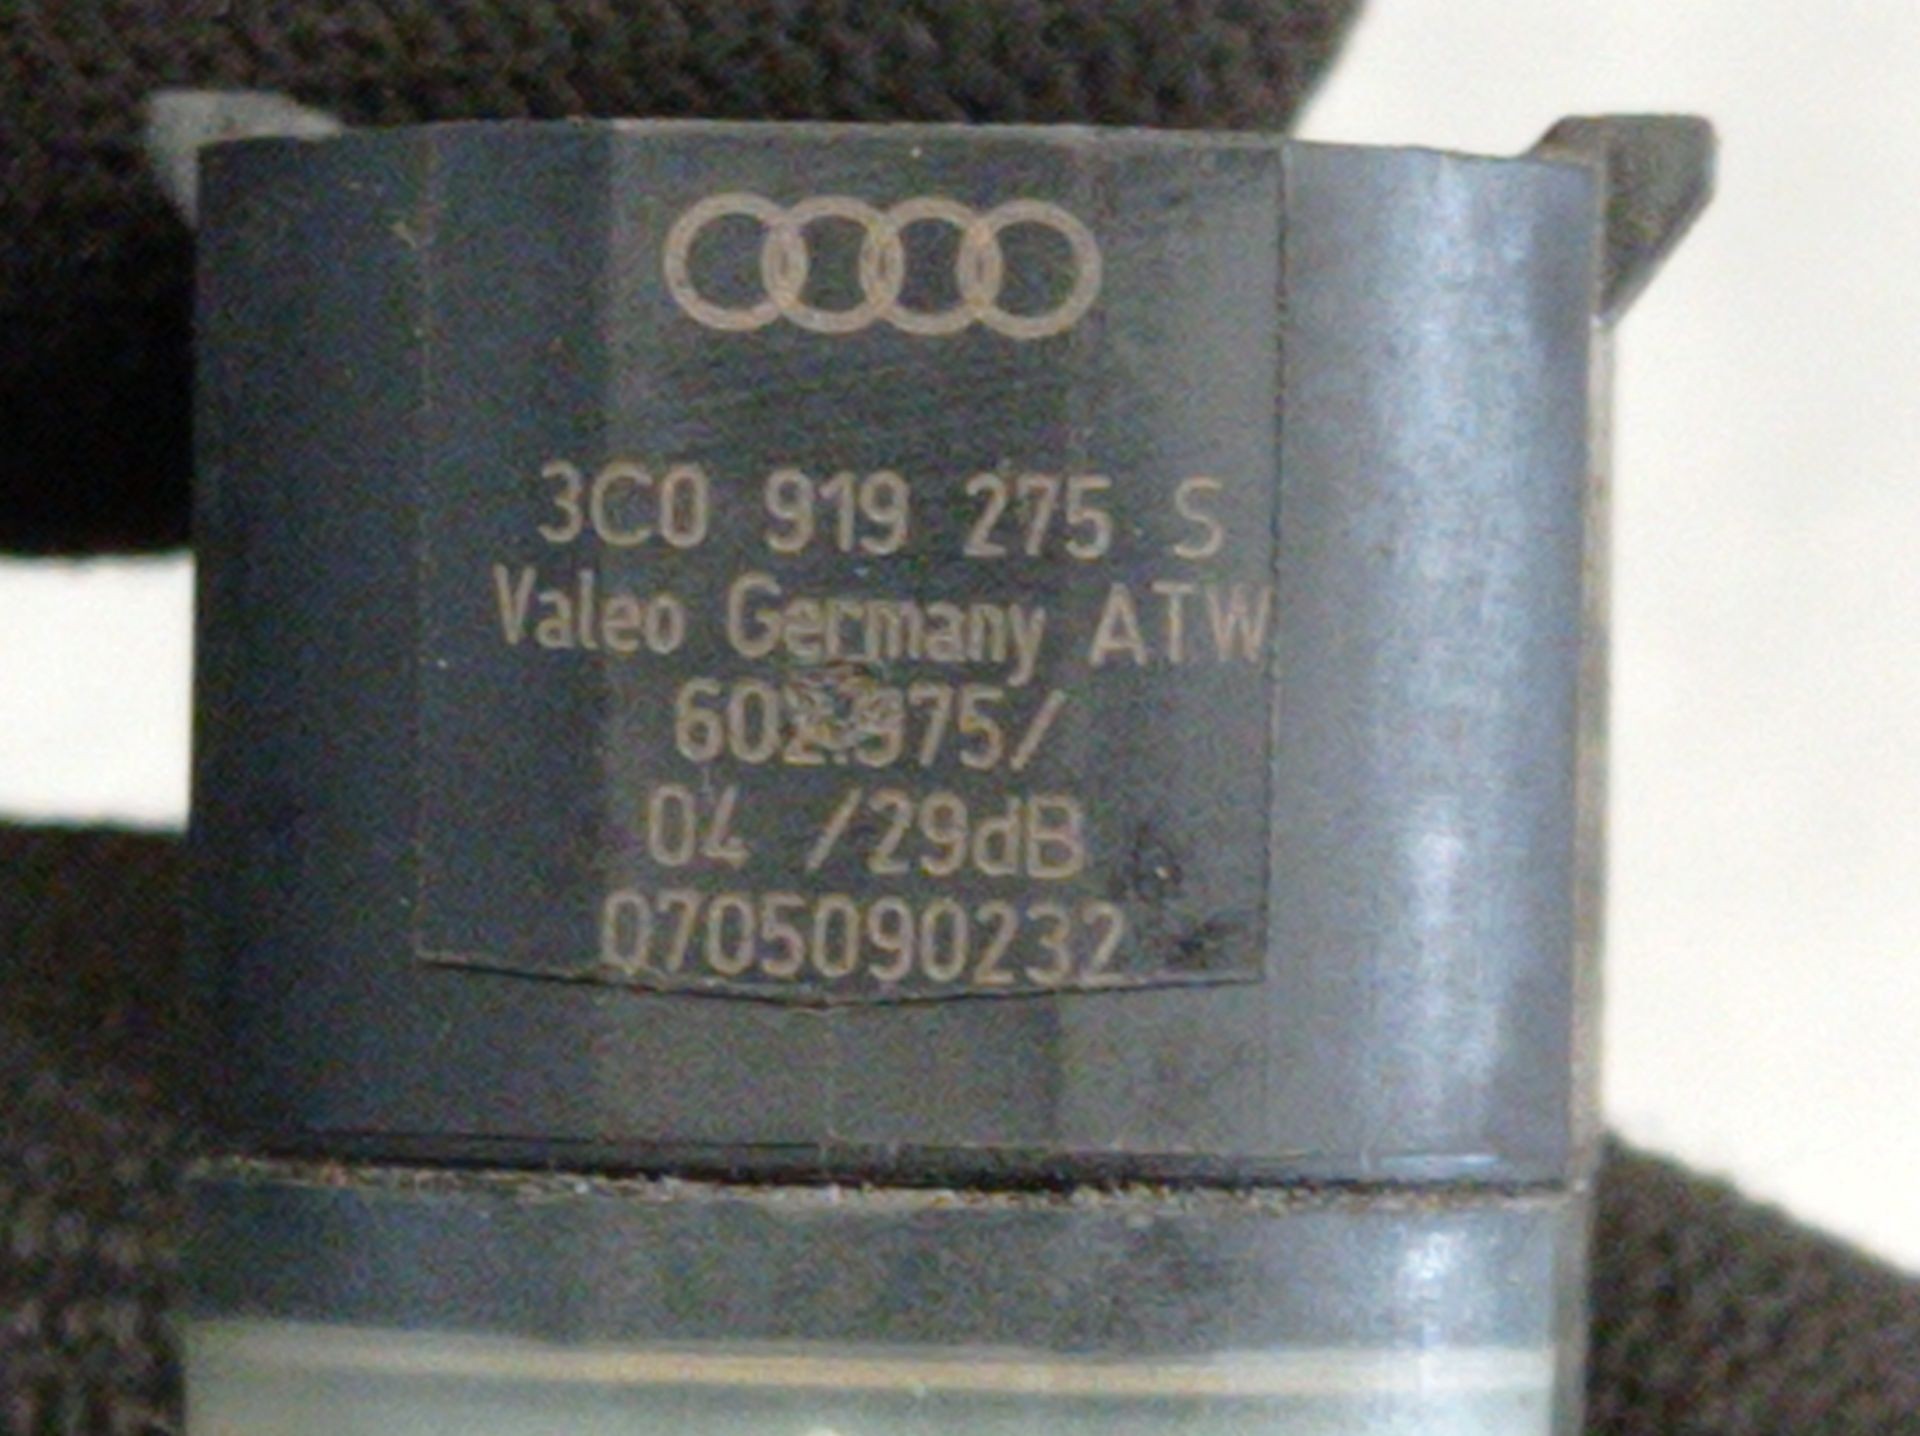 3C0 919 275 S
Valeo Germany ATW
04 /29dB
0705090232